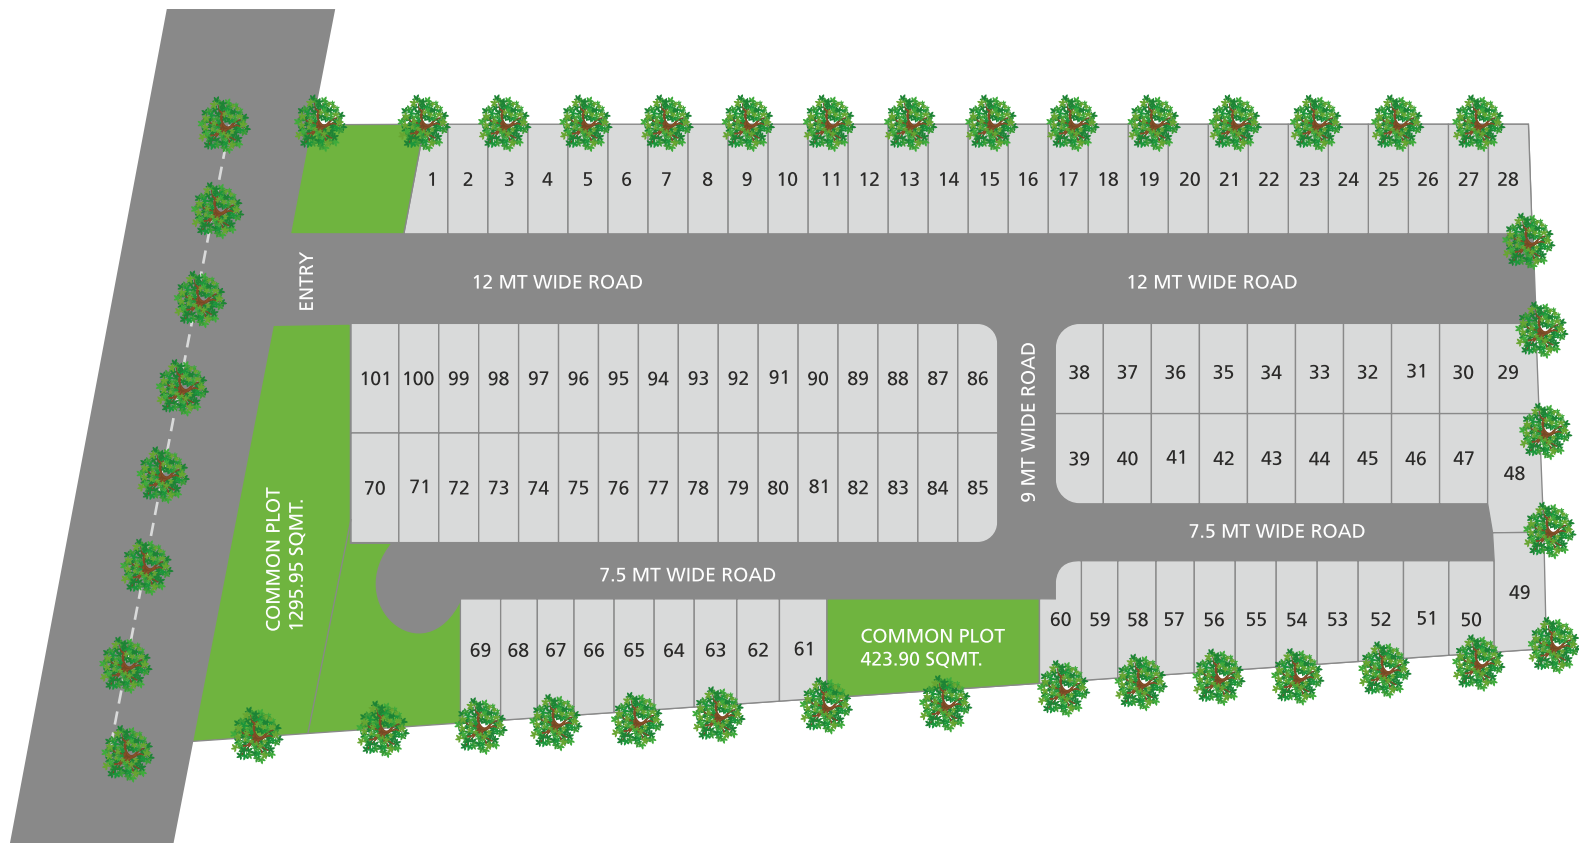 1 2 3 4 5 6 7 8 9 10 11 12 13 14 15 16 17 18 19 20 21 22 23 24 25 26 27 28
ENTRY
12 MT WIDE ROAD
12 MT WIDE ROAD
101 100 99 98 97 96 95 94 93 92 91 90 89 88 87 86
38 37 36 35 34 33 32 31 30 29
9 MT WIDE ROAD
70 71 72 73 74 75 76 77 78 79 80 81 82 83 84 85
39 40 41 42 43 44 45 46 47 48
COMMON PLOT
1295.95 SQMT.
7.5 MT WIDE ROAD
7.5 MT WIDE ROAD
69 68 67 66 65 64 63 62 61
COMMON PLOT
423.90 SQMT.
60 59 58 57 56 55 54 53 52 51 50 49